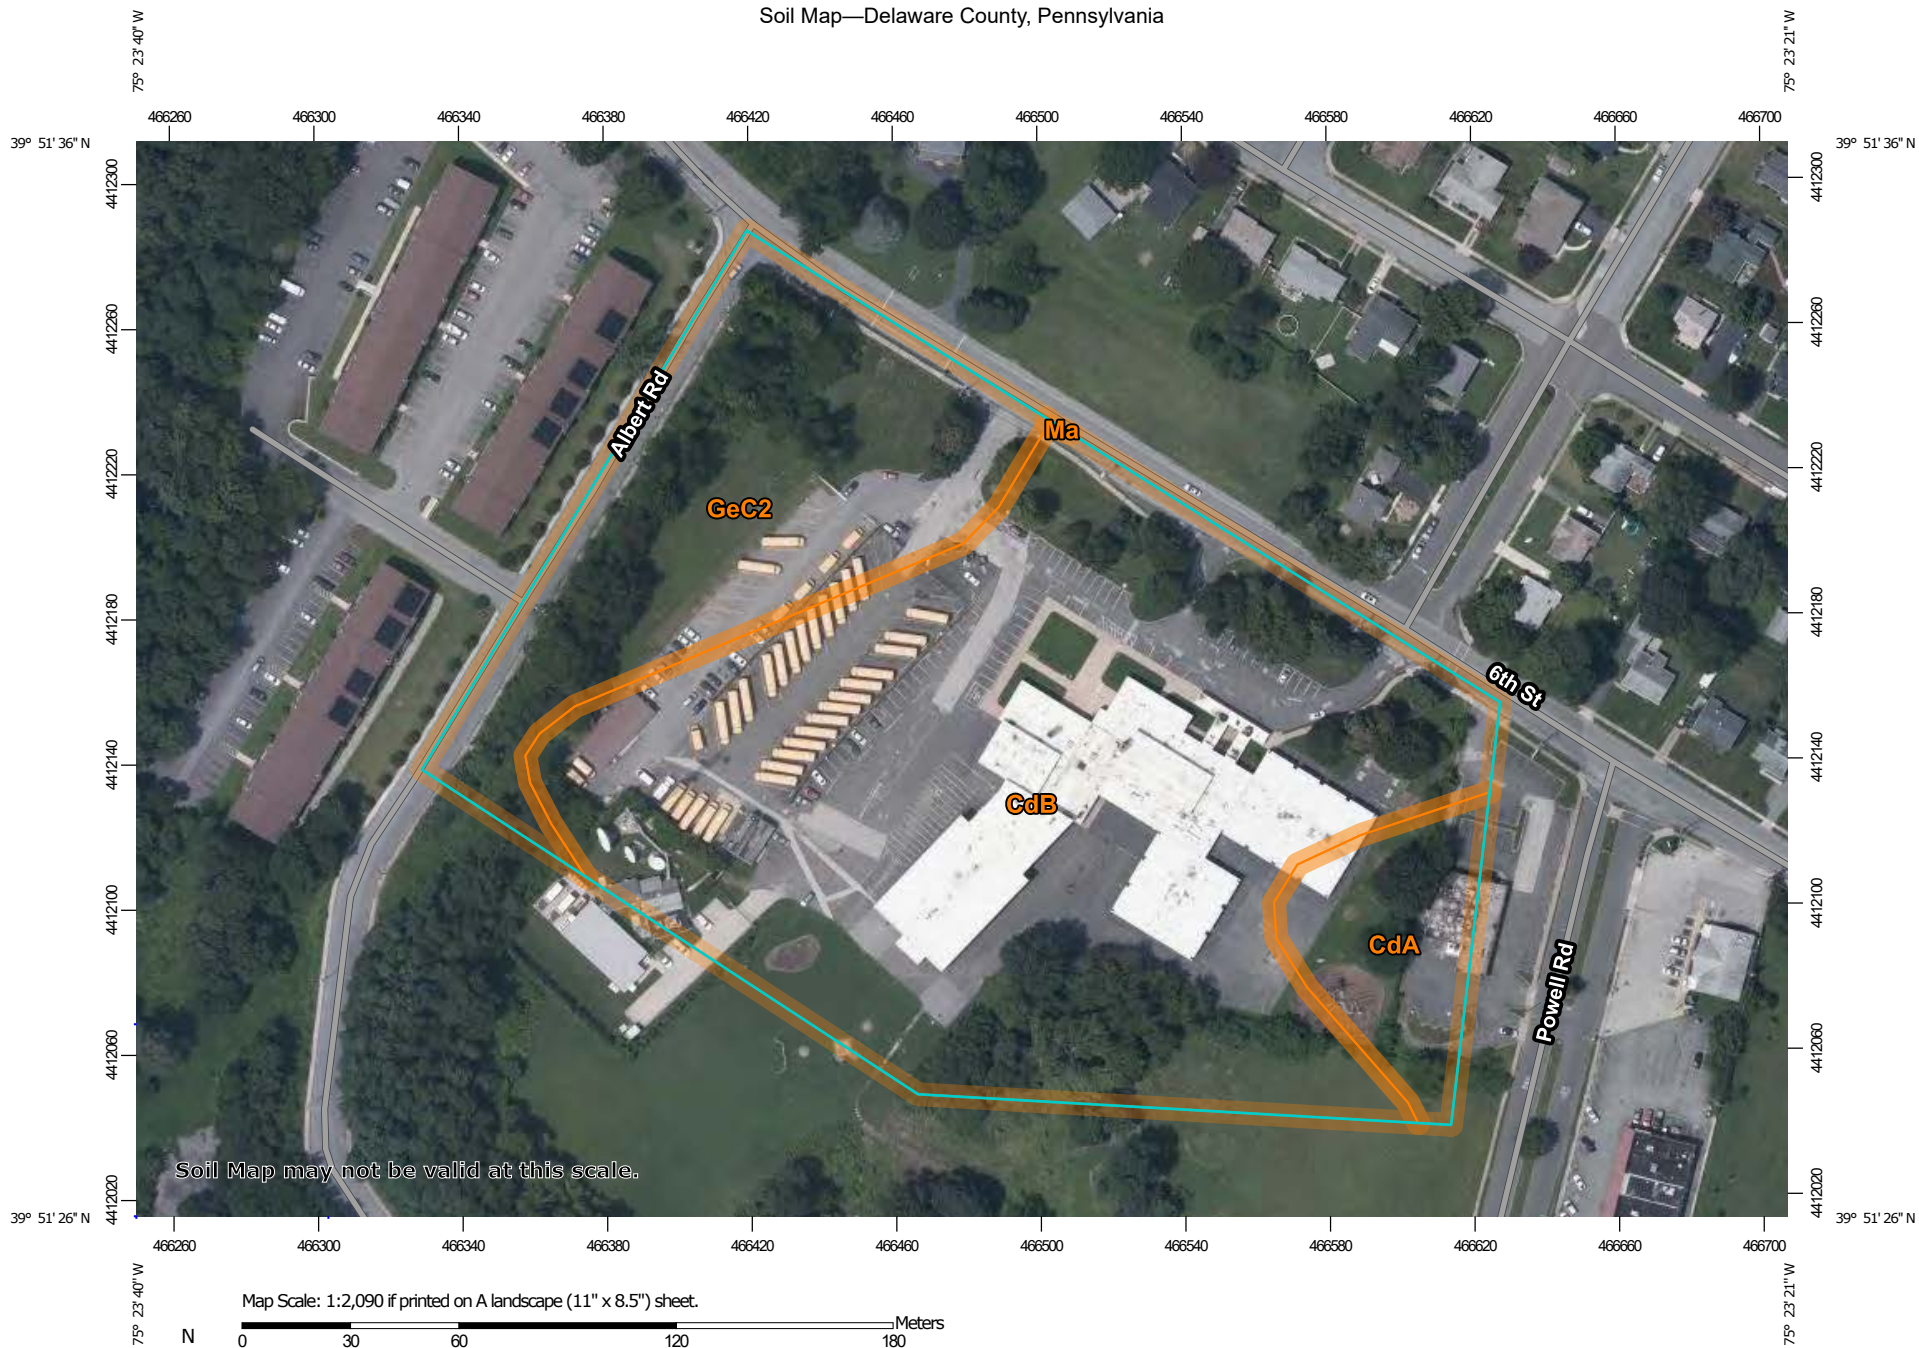 Soil Map—Delaware County, Pennsylvania
75° 23' 40" W
75° 23' 21" W
466260 466300 466340 466380 466420 466460 466500 466540 466580 466620 466660 466700
39° 51' 36" N
39° 51' 36" N
4412300
4412300
4412260
4412260
Albert Rd
Ma
4412220
4412220
GeC2
4412180
4412180
6th St
4412140
4412140
CdB
4412100
4412100
CdA
Powell Rd
4412060
4412060
Soil Map may not be valid at this scale.
4412020
4412020
39° 51' 26" N
39° 51' 26" N
466260 466300 466340 466380 466420 466460 466500 466540 466580 466620 466660 466700
75° 23' 40" W
75° 23' 21" W
Map Scale: 1:2,090 if printed on A landscape (11" x 8.5") sheet.
N
Meters
0 30 60 120 180